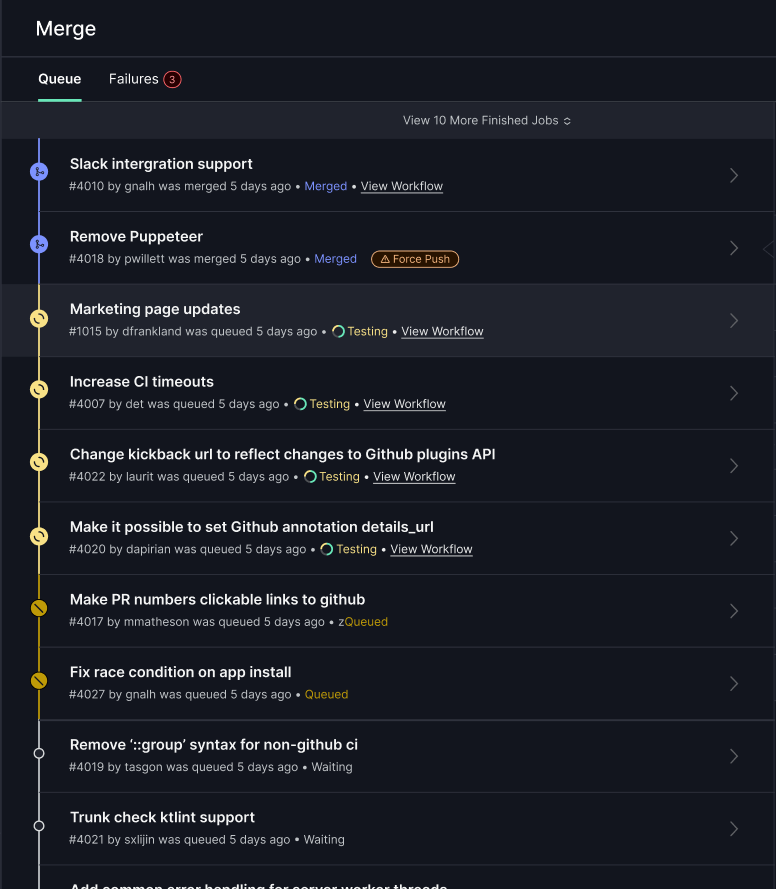 Merge
Queue Failures 3
View 10 More Finished Jobs
Slack intergration support
#4010 by gnalh was merged 5 days ago • Merged • View Workflow
Remove Puppeteer
#4018 by pwillett was merged 5 days ago • Merged Force Push
Marketing page updates
#1015 by dfrankland was queued 5 days ago • Testing • View Workflow
Increase CI timeouts
#4007 by det was queued 5 days ago • Testing • View Workflow
Change kickback url to reflect changes to Github plugins API
#4022 by laurit was queued 5 days ago • Testing • View Workflow
Make it possible to set Github annotation details_url
#4020 by dapirian was queued 5 days ago • Testing • View Workflow
Make PR numbers clickable links to github
#4017 by mmatheson was queued 5 days ago • zQueued
Fix race condition on app install
#4027 by gnalh was queued 5 days ago • Queued
Remove ‘::group’ syntax for non-github ci
#4019 by tasgon was queued 5 days ago • Waiting
Trunk check ktlint support
#4021 by sxlijin was queued 5 days ago • Waiting
Add common error handling for server worker threads